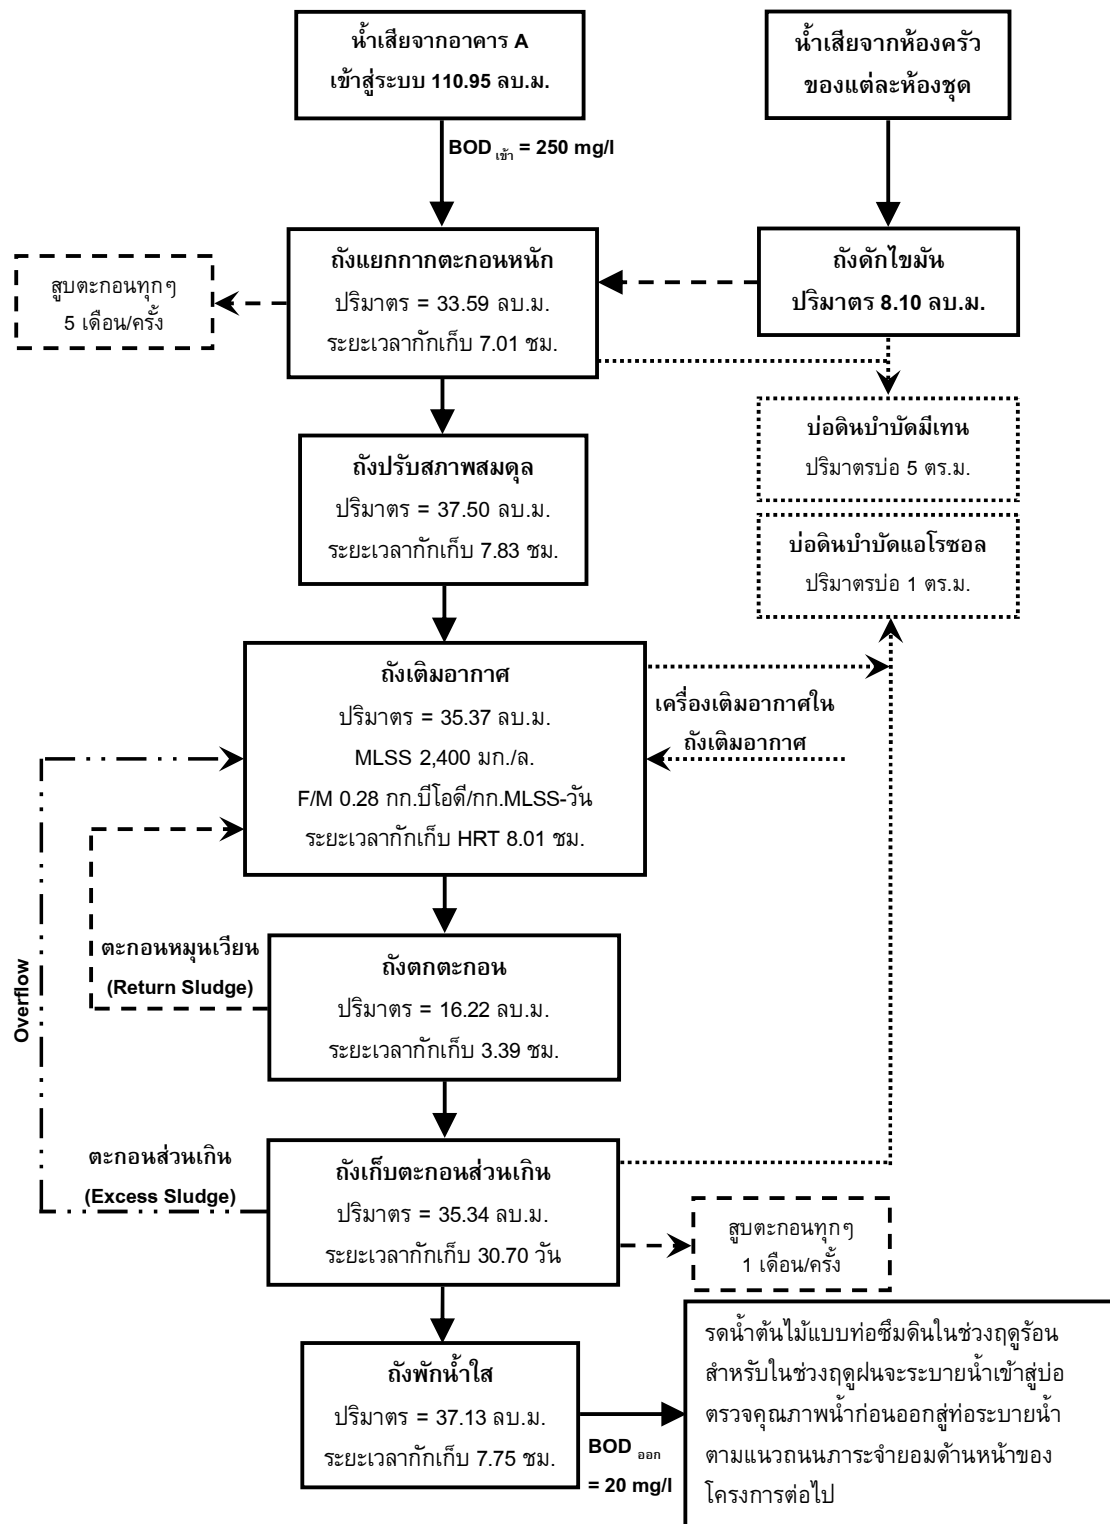 น้ำเสียจากอาคาร A
เข้าสู่ระบบ 110.95 ลบ.ม.
น้ำเสียจากห้องครัว
ของแต่ละห้องชุด
BOD เข้า = 250 mg/l
ถังแยกกากตะกอนหนัก
ปริมาตร = 33.59 ลบ.ม.
ระยะเวลากักเก็บ 7.01 ชม.
ถังดักไขมัน
ปริมาตร 8.10 ลบ.ม.
สูบตะกอนทุกๆ
5 เดือน/ครั้ง
บ่อดินบำบัดมีเทน
ปริมาตรบ่อ 5 ตร.ม.
ถังปรับสภาพสมดุล
ปริมาตร = 37.50 ลบ.ม.
ระยะเวลากักเก็บ 7.83 ชม.
บ่อดินบำบัดแอโรซอล
ปริมาตรบ่อ 1 ตร.ม.
ถังเติมอากาศ
ปริมาตร = 35.37 ลบ.ม.
MLSS 2,400 มก./ล.
F/M 0.28 กก.บีโอดี/กก.MLSS-วัน
ระยะเวลากักเก็บ HRT 8.01 ชม.
เครื่องเติมอากาศใน
ถังเติมอากาศ
ตะกอนหมุนเวียน
(Return Sludge)
Overflow
ถังตกตะกอน
ปริมาตร = 16.22 ลบ.ม.
ระยะเวลากักเก็บ 3.39 ชม.
ตะกอนส่วนเกิน
(Excess Sludge)
ถังเก็บตะกอนส่วนเกิน
ปริมาตร = 35.34 ลบ.ม.
ระยะเวลากักเก็บ 30.70 วัน
สูบตะกอนทุกๆ
1 เดือน/ครั้ง
ถังพักน้ำใส
ปริมาตร = 37.13 ลบ.ม.
ระยะเวลากักเก็บ 7.75 ชม.
BOD ออก
= 20 mg/l
รดน้ำต้นไม้แบบท่อซึมดินในช่วงฤดูร้อน
สำหรับในช่วงฤดูฝนจะระบายน้ำเข้าสู่บ่อ
ตรวจคุณภาพน้ำก่อนออกสู่ท่อระบายน้ำ
ตามแนวถนนภาระจำยอมด้านหน้าของ
โครงการต่อไป